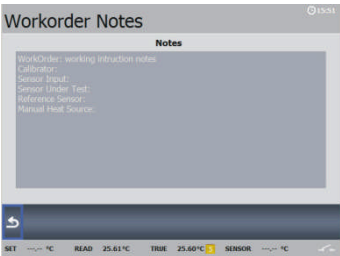 Workorder Notes
15:51
Notes
WorkOrder: working intruction notes
Calibrator:
Sensor Input:
Sensor Under Test:
Reference Sensor:
Manual Heat Source:
SET ---.-- °C READ 25.61°C TRUE 25.60°C SENSOR ---.-- °C